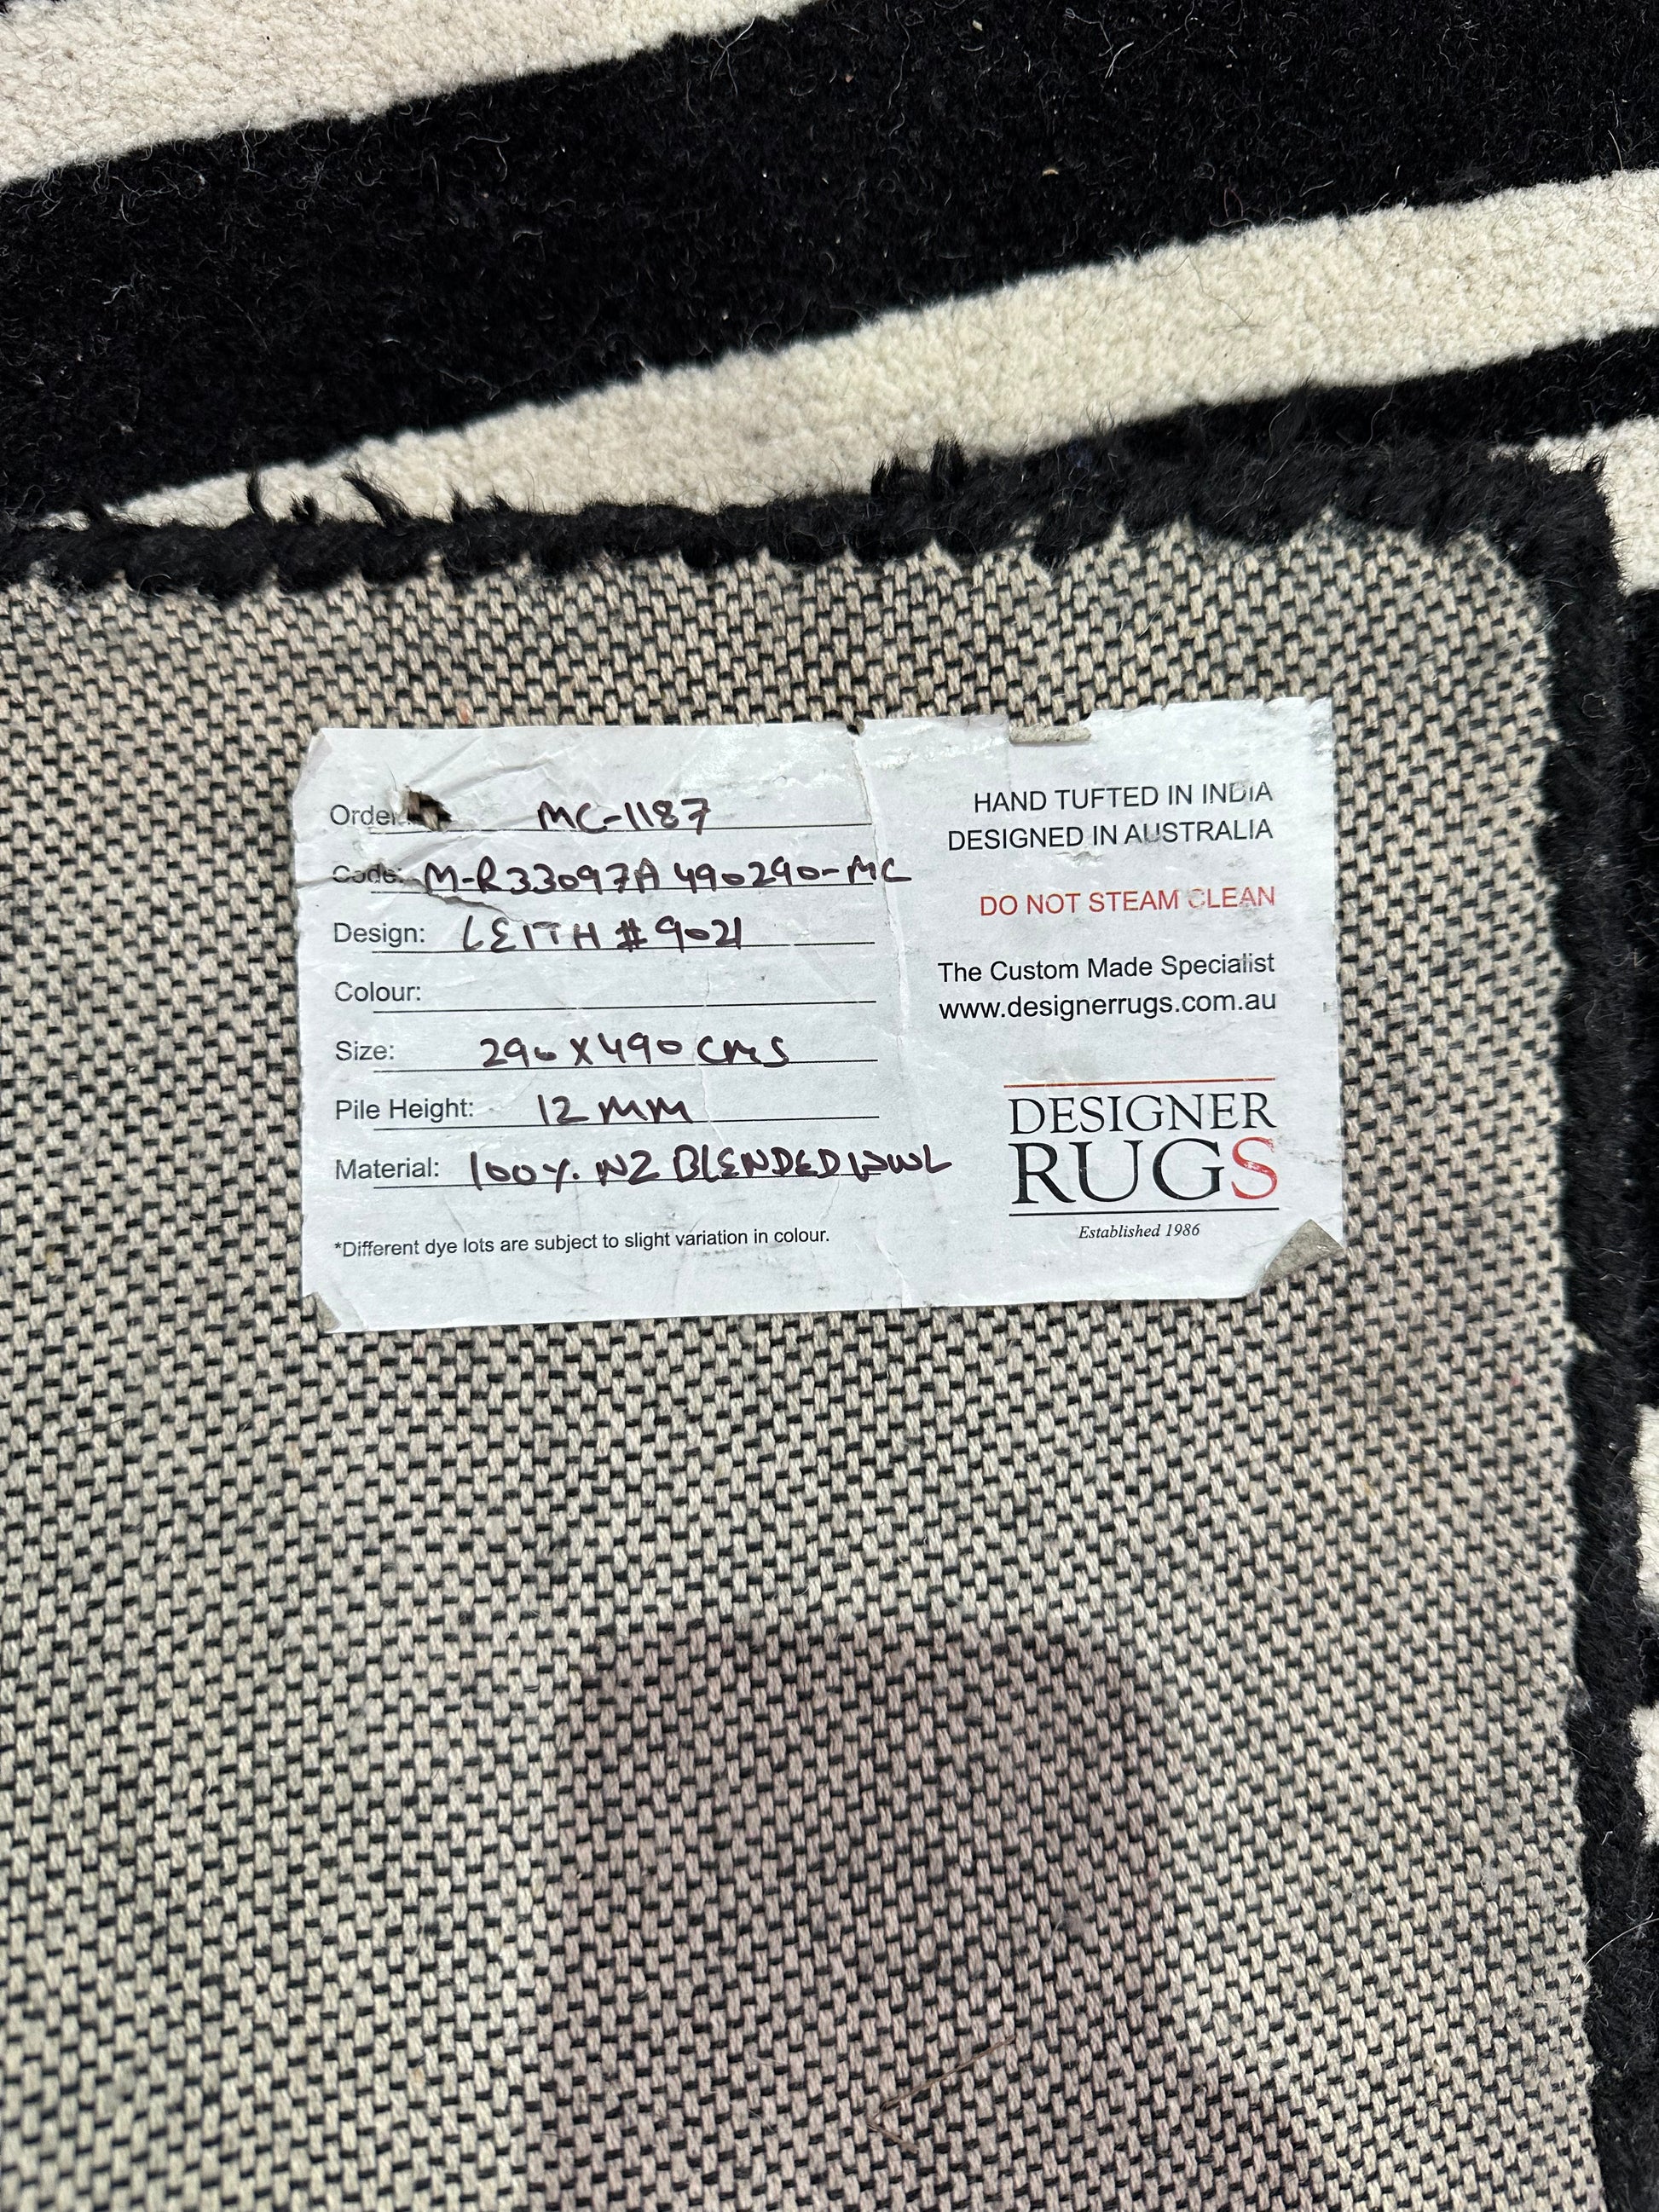 Order: MC-1187
Code: M-R33097A 490290-MC
Design: LEITH # 9021
Colour:
Size: 290 X 490 CMS
Pile Height: 12 MM
Material: 100%. NZ BLENDED WWL
*Different dye lots are subject to slight variation in colour.
HAND TUFTED IN INDIA
DESIGNED IN AUSTRALIA
DO NOT STEAM CLEAN
The Custom Made Specialist
www.designerrugs.com.au
DESIGNER
RUGS
Established 1986